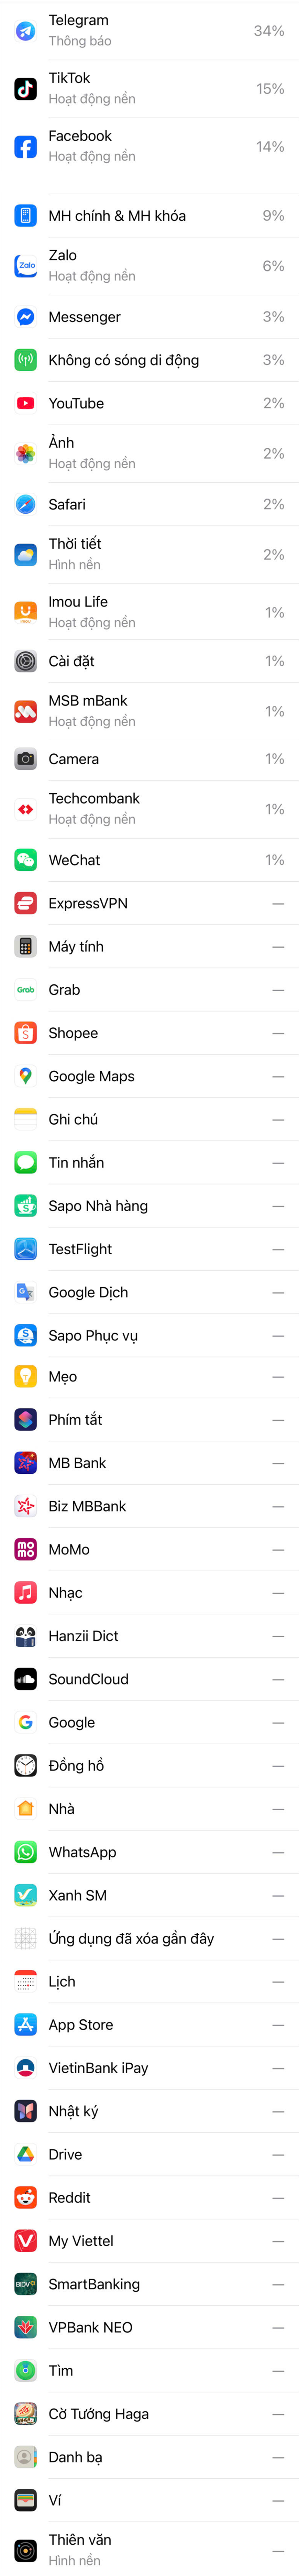 Telegram
34%
Thông báo
TikTok
15%
Hoạt động nền
Facebook
14%
Hoạt động nền
MH chính & MH khóa
9%
Zalo
Zalo
6%
Hoạt động nền
Messenger
3%
Không có sóng di động
3%
YouTube
2%
Ảnh
2%
Hoạt động nền
Safari
2%
Thời tiết
2%
Hình nền
Imou Life
1%
Hoạt động nền
Cài đặt
1%
MSB mBank
1%
Hoạt động nền
Camera
1%
Techcombank
1%
Hoạt động nền
WeChat
1%
ExpressVPN
—
Máy tính
—
Grab
Grab
—
Shopee
—
Google Maps
—
Ghi chú
—
Tin nhắn
—
Sapo Nhà hàng
—
TestFlight
—
Google Dịch
—
Sapo Phục vụ
—
Mẹo
—
Phím tắt
—
MB Bank
—
Biz MBBank
—
mo
mo
MoMo
—
Nhạc
—
Hanzii Dict
—
SoundCloud
—
Google
—
Đồng hồ
—
Nhà
—
WhatsApp
—
Xanh SM
—
Ứng dụng đã xóa gần đây
—
Lịch
—
App Store
—
VietinBank iPay
—
Nhật ký
—
Drive
—
Reddit
—
My Viettel
—
BIDV
SmartBanking
—
VPBank NEO
—
Tìm
—
Cờ Tướng Haga
—
Danh bạ
—
Ví
—
Thiên văn
—
Hình nền